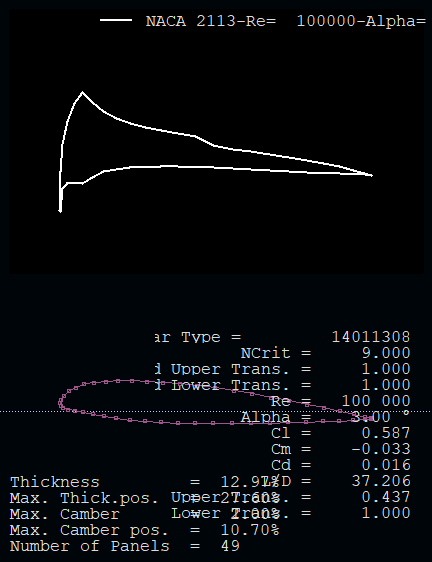 NACA 2113-Re=  100000-Alpha=
ar Type =         14011308
NCrit =       9.000
d Upper Trans. =       1.000
d Lower Trans. =       1.000
Re =     100 000
Alpha =        3.00 °
Cl =       0.587
Cm =      -0.033
Cd =       0.016
Thickness       =  12.9 L/D =      37.206
Max. Thick.pos. = 27.60% Upper Trans. =       0.437
Max. Camber     = 2.00% Lower Trans. =       1.000
Max. Camber pos. =  10.70%
Number of Panels  =  49